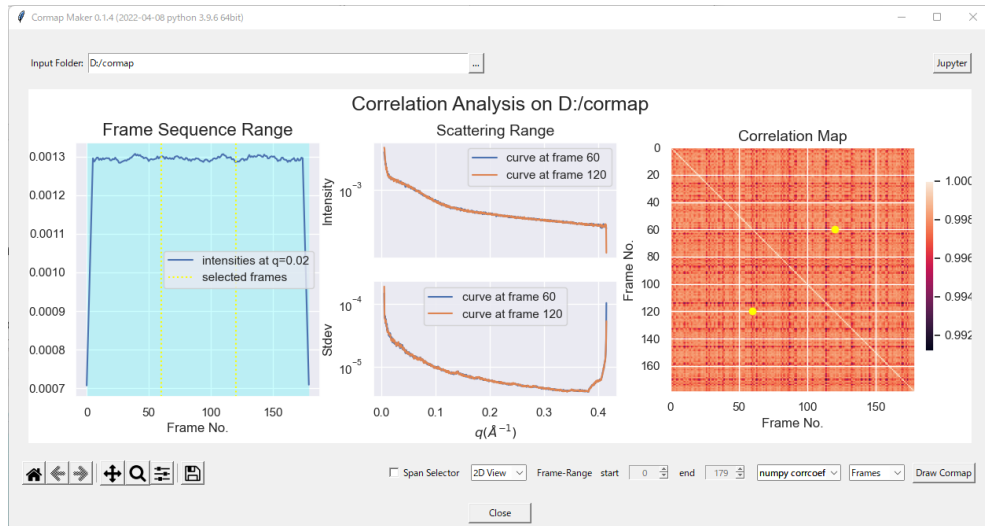 Cormap Maker 0.1.4 (2022-04-08 python 3.9.6 64bit)
Input Folder: D:/cormap ... Jupyter
Correlation Analysis on D:/cormap
Frame Sequence Range
0.0013
0.0012
0.0011
0.0010
0.0009
0.0008
0.0007
intensities at q=0.02
selected frames
0 50 100 150
Frame No.
Scattering Range
Intensity
10−3
curve at frame 60
curve at frame 120
Stdev
10−4
10−5
curve at frame 60
curve at frame 120
0.0 0.1 0.2 0.3 0.4
q(Å−1)
Correlation Map
Frame No.
0
20
40
60
80
100
120
140
160
0 50 100 150
Frame No.
1.000
0.998
0.996
0.994
0.992
Span Selector 2D View Frame-Range start 0 end 179 numpy corrcoef Frames Draw Cormap
Close